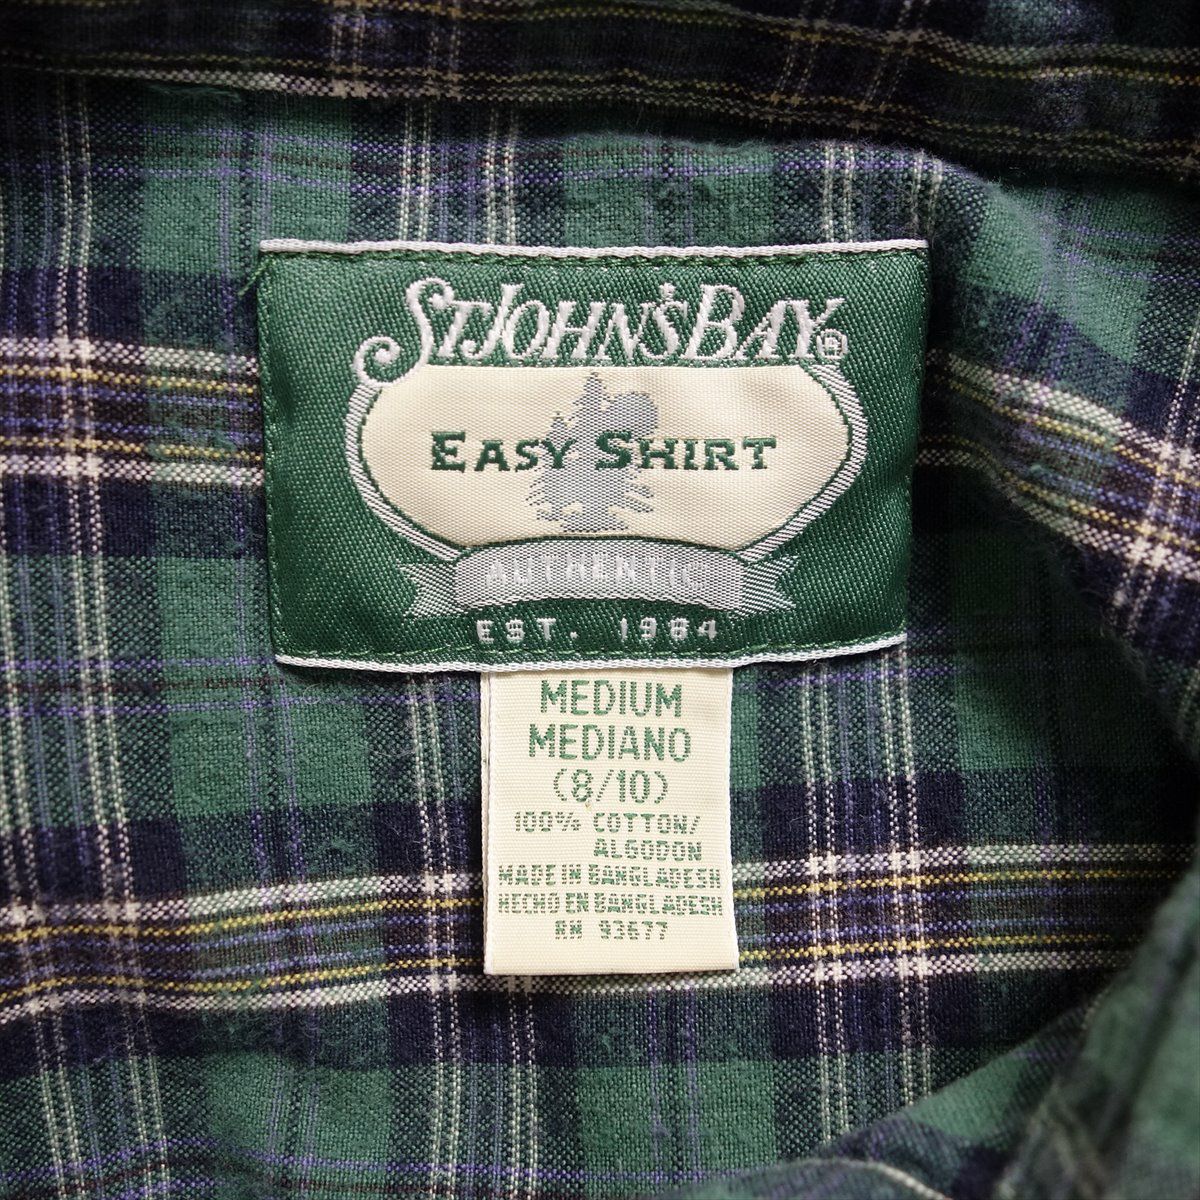 ST JOHN'S BAY ®
EASY SHIRT
AUTHENTIC
EST. 1984
MEDIUM
MEDIANO
(8/10)
100% COTTON/
ALGODON
MADE IN BANGLADESH
HECHO EN BANGLADESH
RN 93677